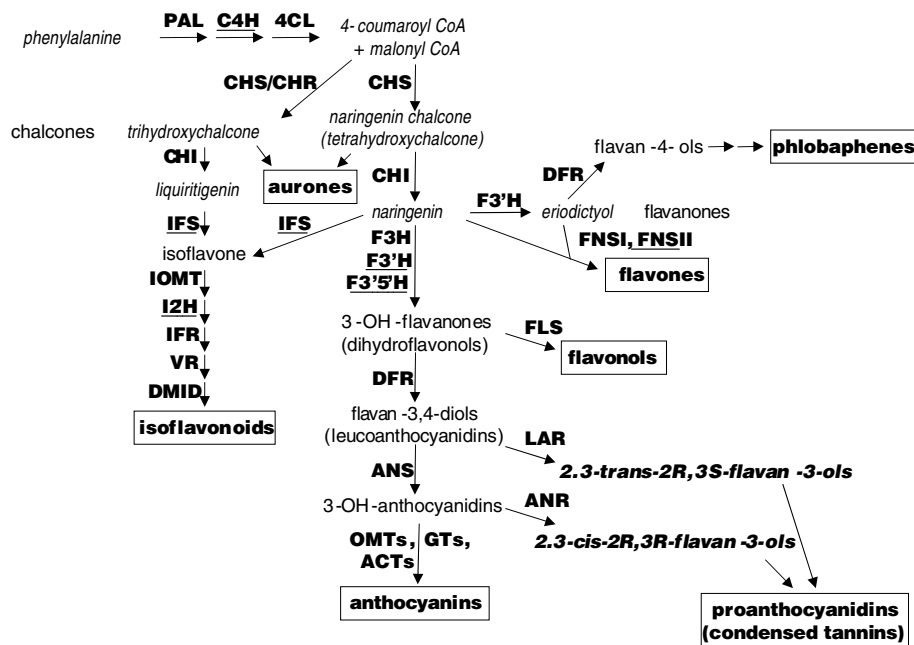 PAL C4H 4CL 4- coumaroyl CoA
phenylalanine + malonyl CoA
CHS/CHR CHS
naringenin chalcone
chalcones trihydroxychalcone (tetrahydroxychalcone)
flavan -4- ols phlobaphenes
CHI aurones CHI DFR
liquiritigenin
F3'H
naringenin eriodictyol flavanones
IFS IFS FNSI, FNSII
isoflavone F3H
F3'H flavones
IOMT F3'5'H
I2H
3 -OH -flavanones FLS
IFR (dihydroflavonols) flavonols
VR
DMID DFR
isoflavonoids flavan -3,4-diols
(leucoanthocyanidins) LAR
ANS 2.3-trans-2R,3S-flavan -3-ols
3-OH-anthocyanidins ANR
OMTs, GTs, 2.3-cis-2R,3R-flavan -3-ols
ACTs
anthocyanins proanthocyanidins
(condensed tannins)